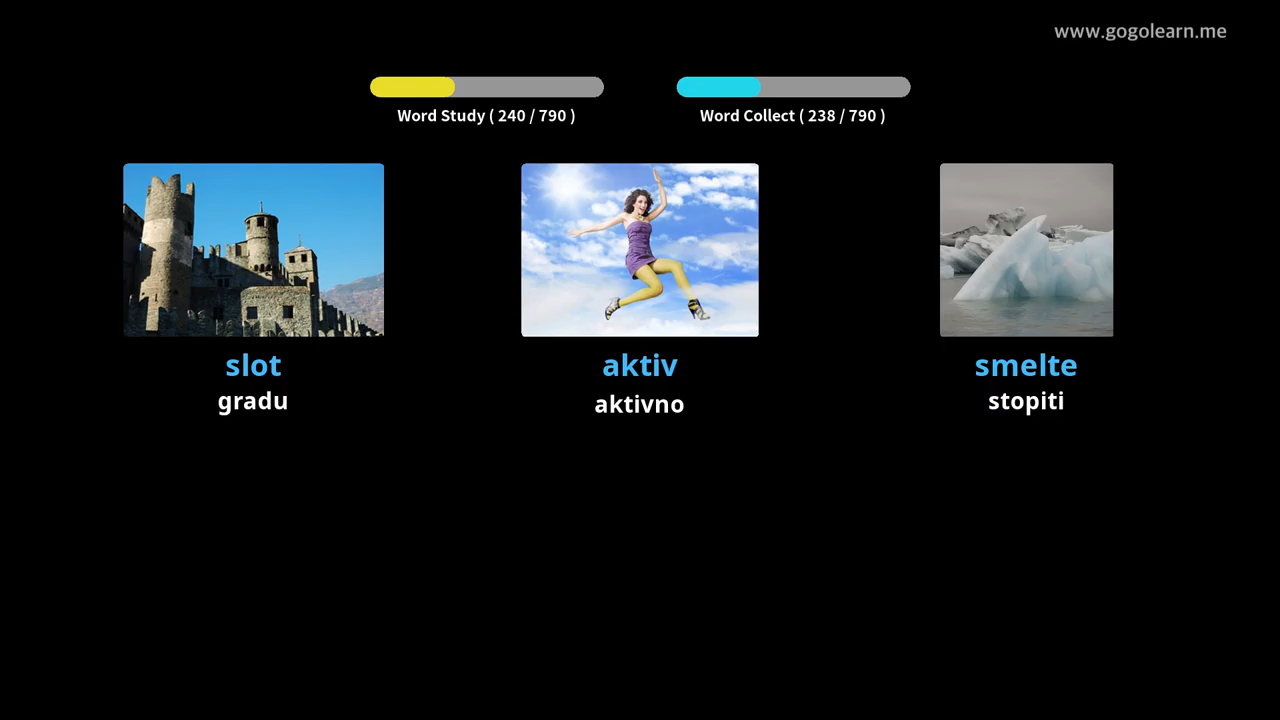 www.gogolearn.me
Word Study ( 240 / 790 )
Word Collect ( 238 / 790 )
slot
aktiv
smelte
gradu
aktivno
stopiti